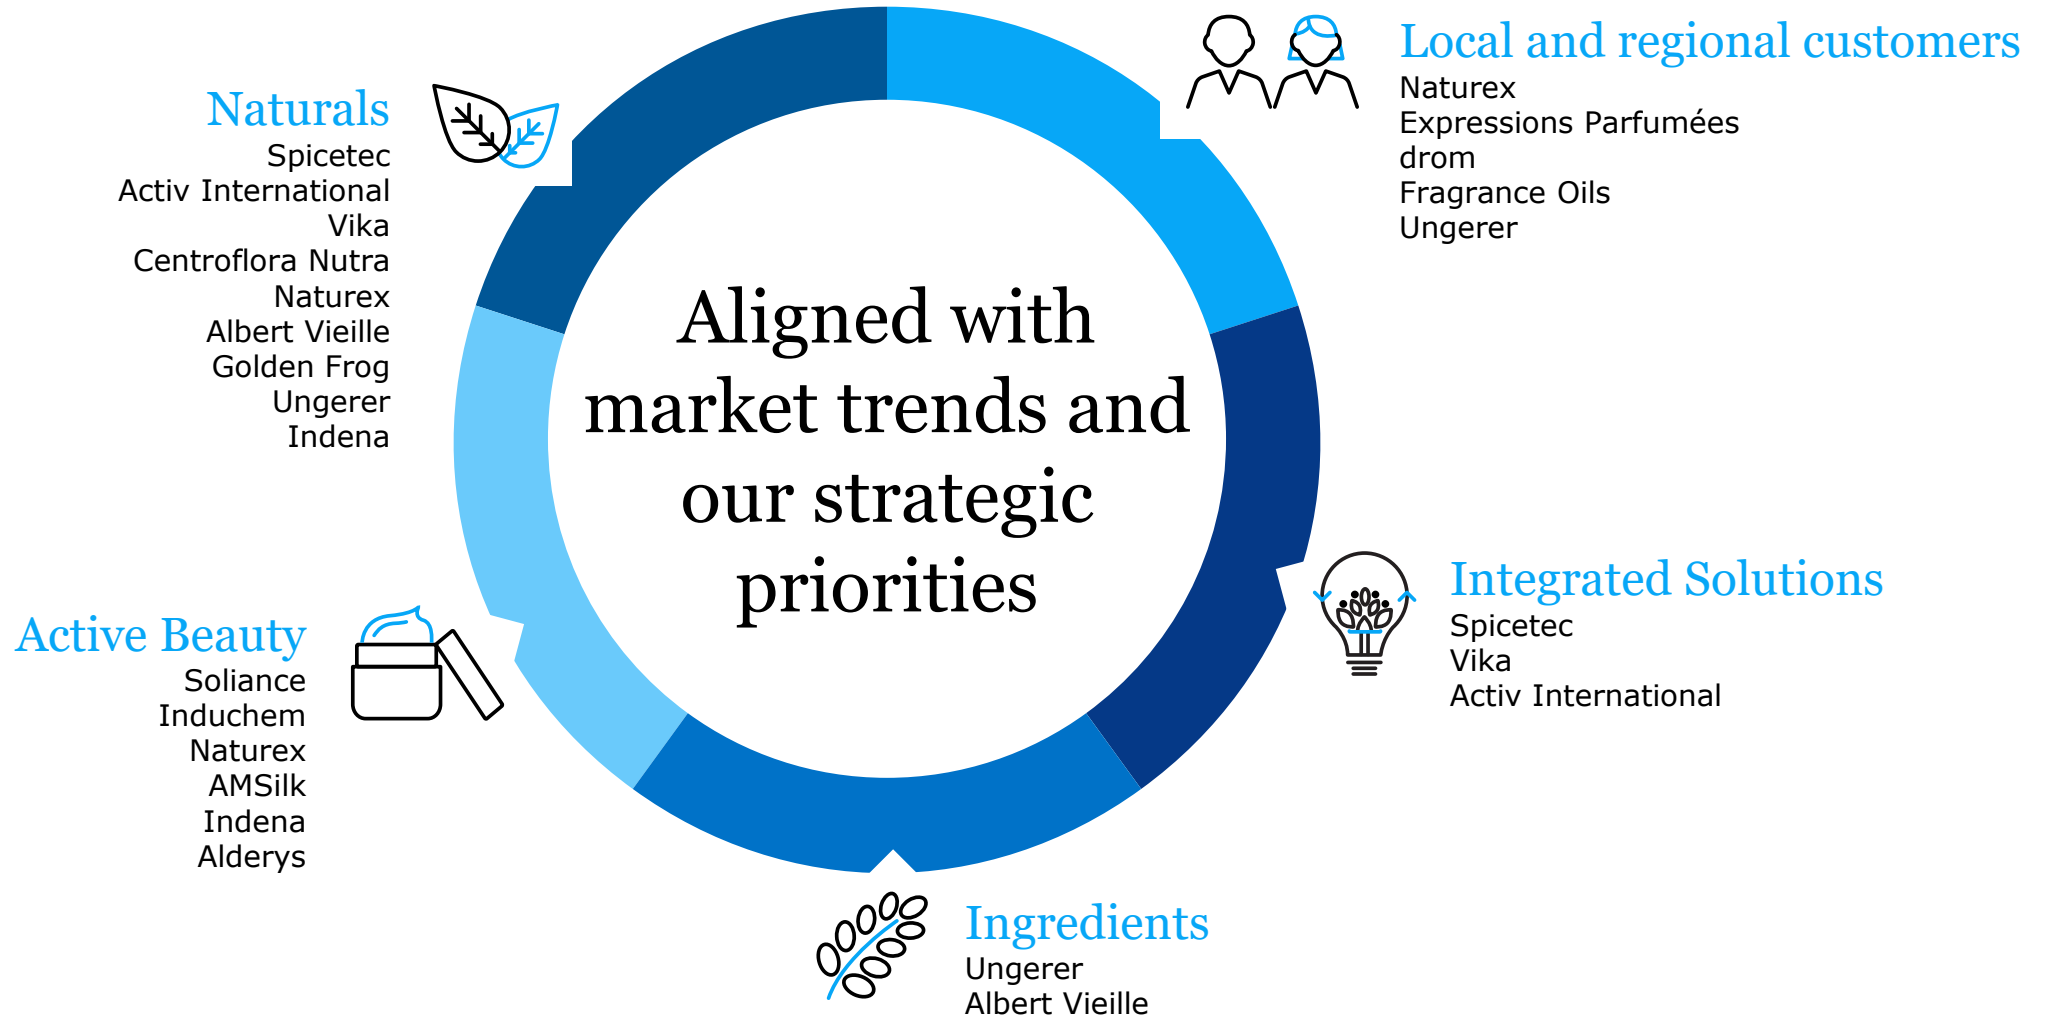 Local and regional customers
Naturex
Expressions Parfumées
drom
Fragrance Oils
Ungerer
Naturals
Spicetec
Activ International
Vika
Centroflora Nutra
Naturex
Albert Vieille
Golden Frog
Ungerer
Indena
Aligned with
market trends and
our strategic
priorities
Integrated Solutions
Spicetec
Vika
Activ International
Active Beauty
Soliance
Induchem
Naturex
AMSilk
Indena
Alderys
Ingredients
Ungerer
Albert Vieille